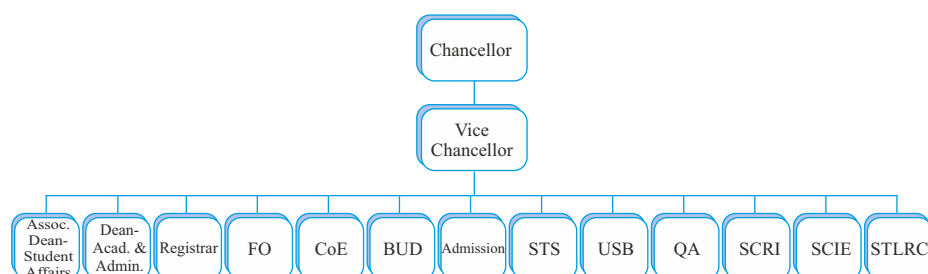 Chancellor
Vice
Chancellor
Assoc.
Dean-
Student
Affairs
Dean-
Acad. &
Admin.
Registrar
FO
CoE
BUD
Admission
STS
USB
QA
SCRI
SCIE
STLRC